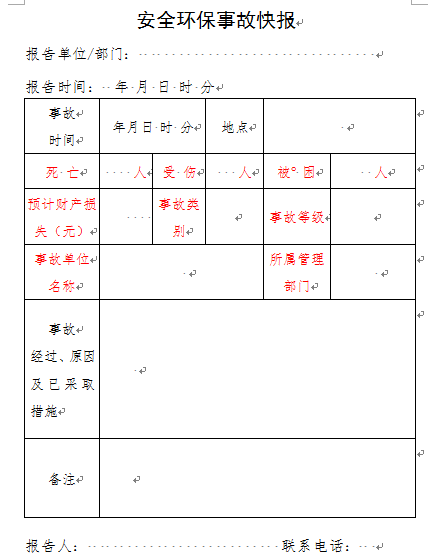 安全环保事故快报
报告单位/部门：
报告时间： 年 月 日 时 分
事故
时间
年月日 时 分
地点
死 亡
人
受 伤
人
被 困
人
预计财产损
失（元）
事故类
别
事故等级
事故单位
名称
所属管理
部门
事故
经过、原因
及已采取
措施
备注
报告人： 联系电话：